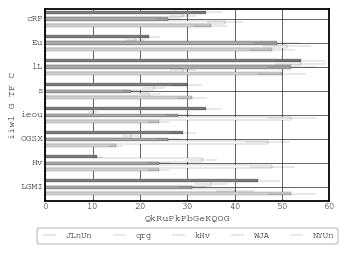 cRP
Eu
lL
s
ieou
OGSX
Hv
LGMI
iiwl G TF C
0 10 20 30 40 50 60
QkRuPkPbGeKQOG
JLnUn qrg kHv WJA NYUn